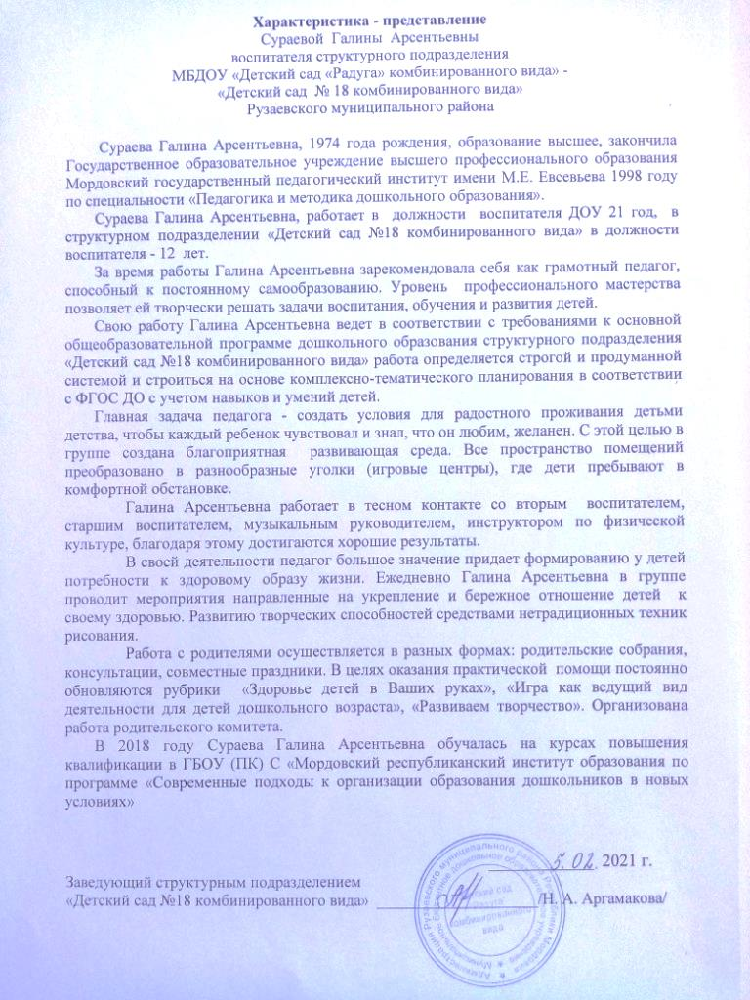 Характеристика - представление
Сураевой Галины Арсентьевны
воспитателя структурного подразделения
МБДОУ «Детский сад «Радуга» комбинированного вида» -
«Детский сад № 18 комбинированного вида»
Рузаевского муниципального района
Сураева Галина Арсентьевна, 1974 года рождения, образование высшее, закончила
Государственное образовательное учреждение высшего профессионального образования
Мордовский государственный педагогический институт имени М.Е. Евсевьева 1998 году
по специальности «Педагогика и методика дошкольного образования».
Сураева Галина Арсентьевна, работает в должности воспитателя ДОУ 21 год, в
структурном подразделении «Детский сад №18 комбинированного вида» в должности
воспитателя - 12 лет.
За время работы Галина Арсентьевна зарекомендовала себя как грамотный педагог,
способный к постоянному самообразованию. Уровень профессионального мастерства
позволяет ей творчески решать задачи воспитания, обучения и развития детей.
Свою работу Галина Арсентьевна ведет в соответствии с требованиями к основной
общеобразовательной программе дошкольного образования структурного подразделения
«Детский сад №18 комбинированного вида» работа определяется строгой и продуманной
системой и строиться на основе комплексно-тематического планирования в соответствии
с ФГОС ДО с учетом навыков и умений детей.
Главная задача педагога - создать условия для радостного проживания детьми
детства, чтобы каждый ребенок чувствовал и знал, что он любим, желанен. С этой целью в
группе создана благоприятная развивающая среда. Все пространство помещений
преобразовано в разнообразные уголки (игровые центры), где дети пребывают в
комфортной обстановке.
Галина Арсентьевна работает в тесном контакте со вторым воспитателем,
старшим воспитателем, музыкальным руководителем, инструктором по физической
культуре, благодаря этому достигаются хорошие результаты.
В своей деятельности педагог большое значение придает формированию у детей
потребности к здоровому образу жизни. Ежедневно Галина Арсентьевна в группе
проводит мероприятия направленные на укрепление и бережное отношение детей к
своему здоровью. Развитию творческих способностей средствами нетрадиционных техник
рисования.
Работа с родителями осуществляется в разных формах: родительские собрания,
консультации, совместные праздники. В целях оказания практической помощи постоянно
обновляются рубрики «Здоровье детей в Ваших руках», «Игра как ведущий вид
деятельности для детей дошкольного возраста», «Развиваем творчество». Организована
работа родительского комитета.
В 2018 году Сураева Галина Арсентьевна обучалась на курсах повышения
квалификации в ГБОУ (ПК) С «Мордовский республиканский институт образования по
программе «Современные подходы к организации образования дошкольников в новых
условиях»
5.02 2021 г.
Заведующий структурным подразделением
«Детский сад №18 комбинированного вида» /Н. А. Аргамакова/
Администрация Рузаевского муниципального района Республики Мордовия
детский сад
Радуга
комбинированного
вида